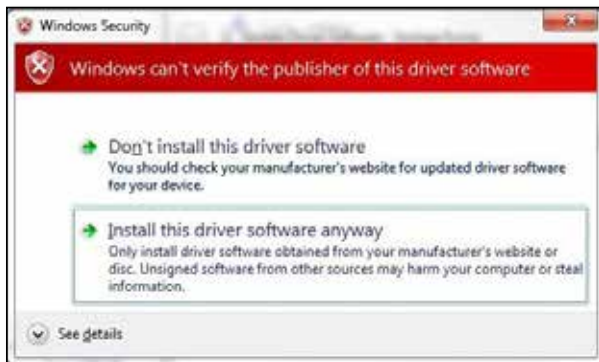 Windows Security
Windows can't verify the publisher of this driver software
Don't install this driver software
You should check your manufacturer's website for updated driver software
for your device.
Install this driver software anyway
Only install driver software obtained from your manufacturer's website or
disc. Unsigned software from other sources may harm your computer or steal
information.
See details